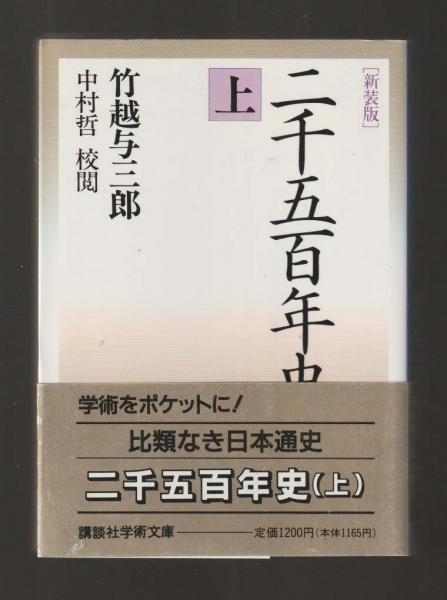 [新装版]
二千五百年史
上
竹越与三郎
中村哲 校閲
学術をポケットに!
比類なき日本通史
二千五百年史(上)
講談社学術文庫 定価1200円(本体1165円)